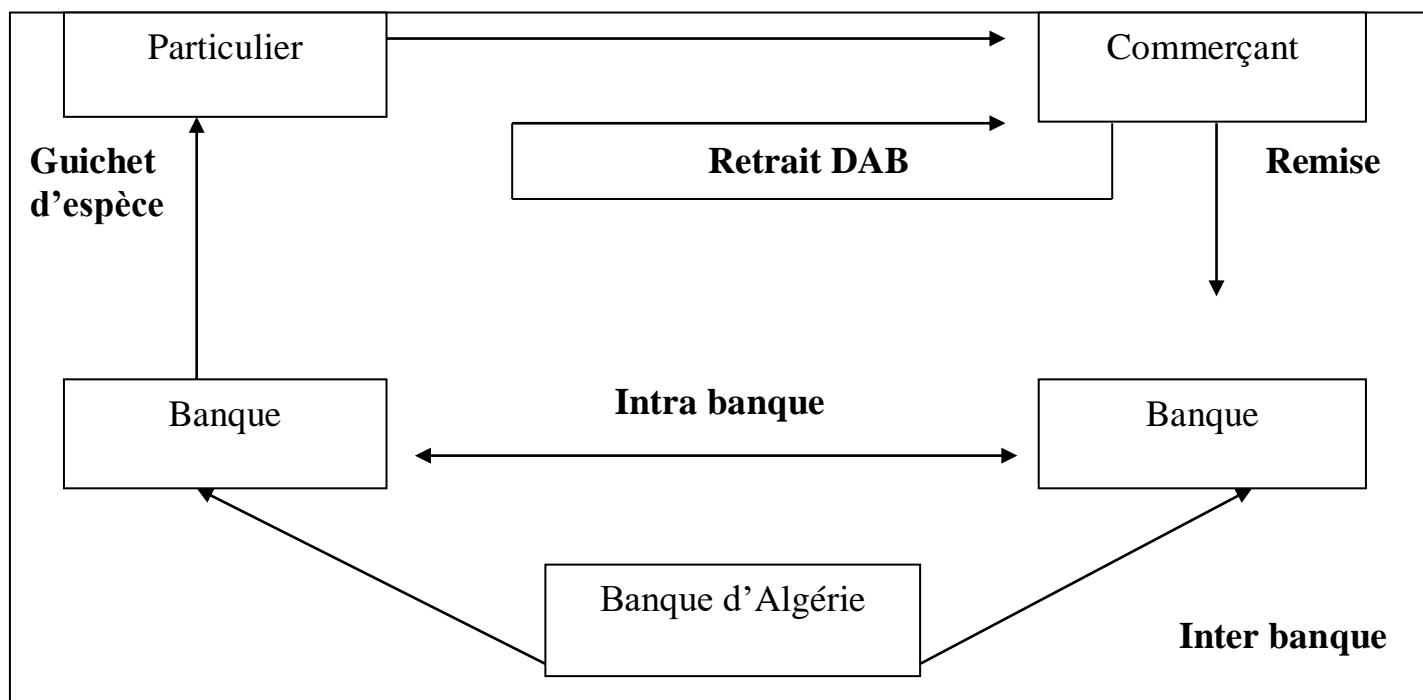 Particulier
Commerçant
Guichet
d’espèce
Retrait DAB
Remise
Banque
Intra banque
Banque
Banque d’Algérie
Inter banque